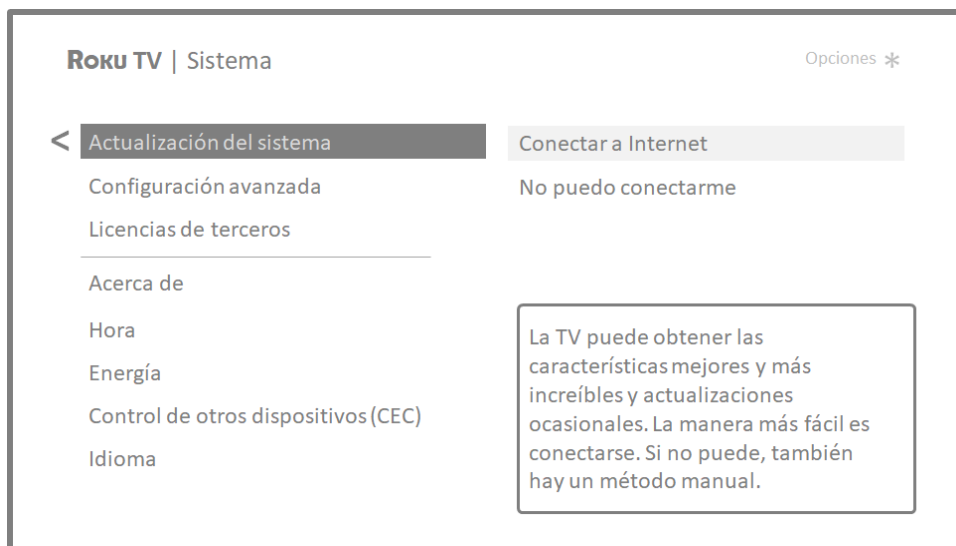 ROKU TV | Sistema
Opciones *
< Actualización del sistema
Configuración avanzada
Licencias de terceros
Acerca de
Hora
Energía
Control de otros dispositivos (CEC)
Idioma
Conectar a Internet
No puedo conectarme
La TV puede obtener las
características mejores y más
increíbles y actualizaciones
ocasionales. La manera más fácil es
conectarse. Si no puede, también
hay un método manual.